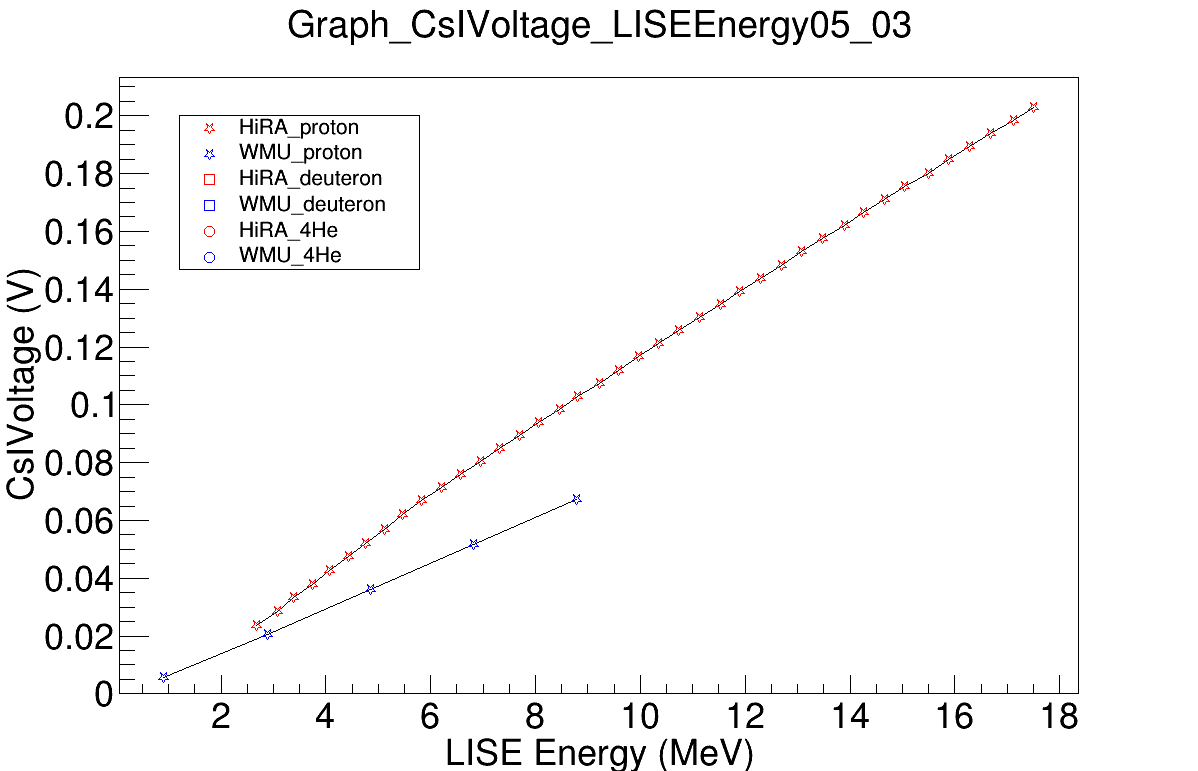 Graph_CsIVoltage_LISEEnergy05_03
HiRA_proton
WMU_proton
HiRA_deuteron
WMU_deuteron
HiRA_4He
WMU_4He
CsIVoltage (V)
0.2
0.18
0.16
0.14
0.12
0.1
0.08
0.06
0.04
0.02
0
2 4 6 8 10 12 14 16 18
LISE Energy (MeV)